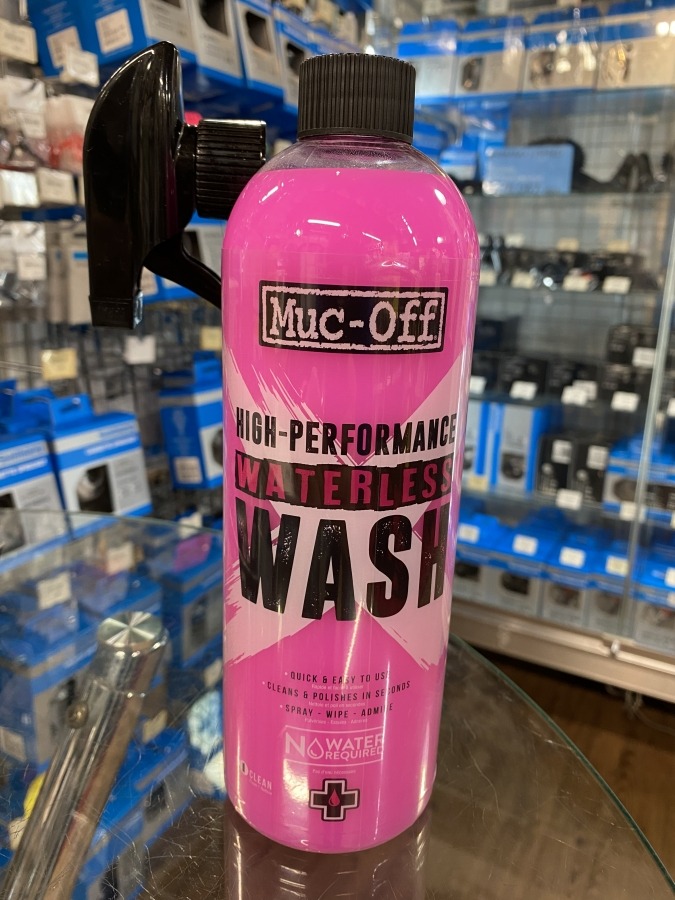 Muc-Off
HIGH-PERFORMANCE
WATERLESS
WASH
• QUICK & EASY TO USE
• CLEANS & POLISHES IN SECONDS
• SPRAY - WIPE - ADMIRE
NO WATER
REQUIRED
CLEAN